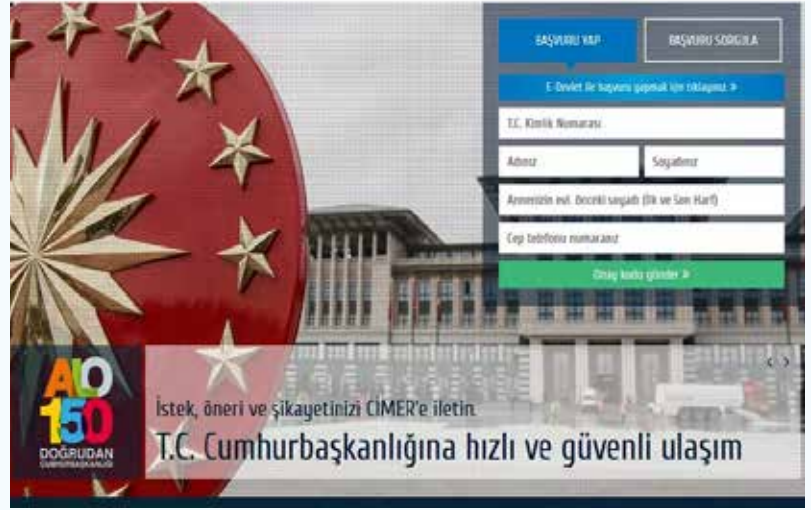 BAŞVURU YAP
BAŞVURU SORGULA
E-Devlet ile başvuru yapmak için tıklayınız »
T.C. Kimlik Numarası
Adınız
Soyadınız
Annenizin evl. önceki soyadı (İlk ve Son Harf)
Cep telefonu numaranız
Onay kodu gönder »
ALO
150
DOĞRUDAN
CUMHURBAŞKANLIĞI
İstek, öneri ve şikayetinizi CİMER'e iletin.
T.C. Cumhurbaşkanlığına hızlı ve güvenli ulaşım